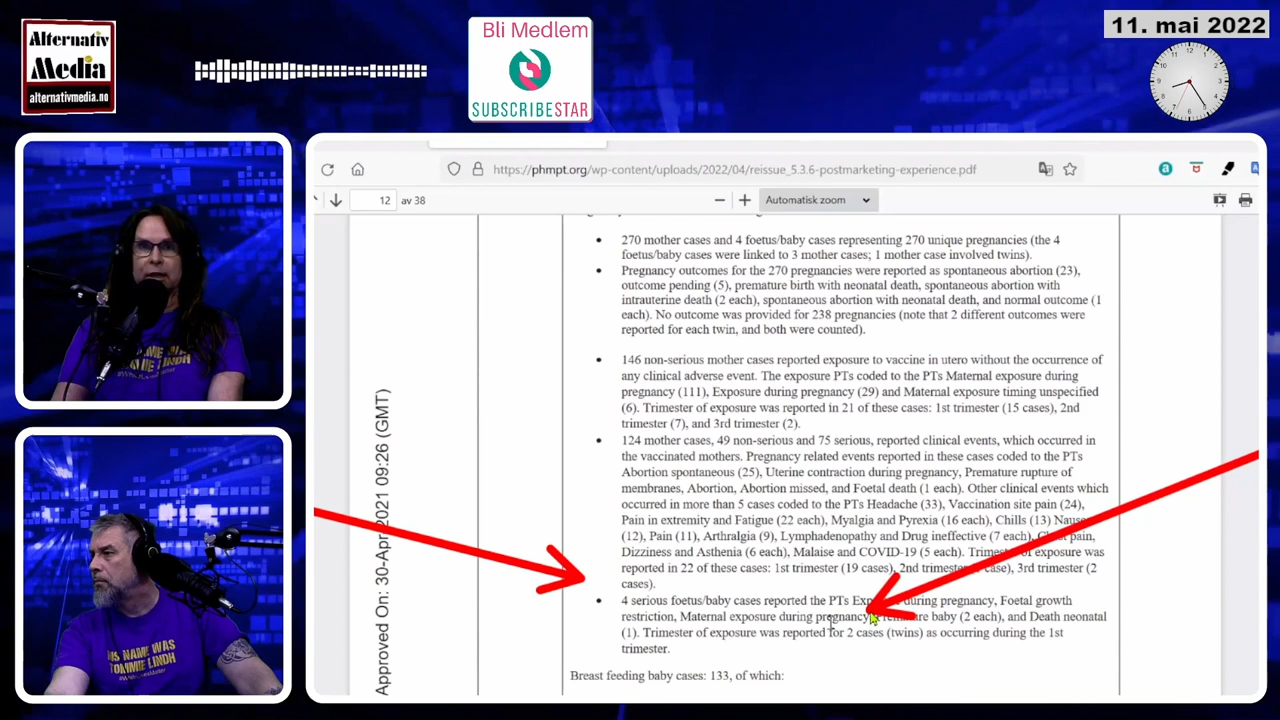 Alternativ
Media
alternativmedia.no
Bli Medlem
SUBSCRIBESTAR
11. mai 2022
https://phmpt.org/wp-content/uploads/2022/04/reissue_5.3.6-postmarketing-experience.pdf
12 av 38
Automatisk zoom
• 270 mother cases and 4 foetus/baby cases representing 270 unique pregnancies (the 4
foetus/baby cases were linked to 3 mother cases; 1 mother case involved twins).
• Pregnancy outcomes for the 270 pregnancies were reported as spontaneous abortion (23),
outcome pending (5), premature birth with neonatal death, spontaneous abortion with
intrauterine death (2 each), spontaneous abortion with neonatal death, and normal outcome (1
each). No outcome was provided for 238 pregnancies (note that 2 different outcomes were
reported for each twin, and both were counted).
• 146 non-serious mother cases reported exposure to vaccine in utero without the occurrence of
any clinical adverse event. The exposure PTs coded to the PTs Maternal exposure during
pregnancy (111), Exposure during pregnancy (29) and Maternal exposure timing unspecified
(6). Trimester of exposure was reported in 21 of these cases: 1st trimester (15 cases), 2nd
trimester (7), and 3rd trimester (2).
• 124 mother cases, 49 non-serious and 75 serious, reported clinical events, which occurred in
the vaccinated mothers. Pregnancy related events reported in these cases coded to the PTs
Abortion spontaneous (25), Uterine contraction during pregnancy, Premature rupture of
membranes, Abortion, Abortion missed, and Foetal death (1 each). Other clinical events which
occurred in more than 5 cases coded to the PTs Headache (33), Vaccination site pain (24),
Pain in extremity and Fatigue (22 each), Myalgia and Pyrexia (16 each), Chills (13)
(12), Pain (11), Arthralgia (9), Lymphadenopathy and Drug ineffective (7 each), pain,
Dizziness and Asthenia (6 each), Malaise and COVID-19 (5 each). exposure was
reported in 22 of these cases: 1st trimester (19 cases), 2nd case), 3rd trimester (2
cases).
• 4 serious foetus/baby cases reported the PTs during pregnancy, Foetal growth
restriction, Maternal exposure during pregnancy, baby (2 each), and Death neonatal
(1). Trimester of exposure was reported for 2 cases (twins) as occurring during the 1st
trimester.
Breast feeding baby cases: 133, of which:
Approved On: 30-Apr-2021 09:26 (GMT)
HIS NAME WAS
TOMMIE LINDH